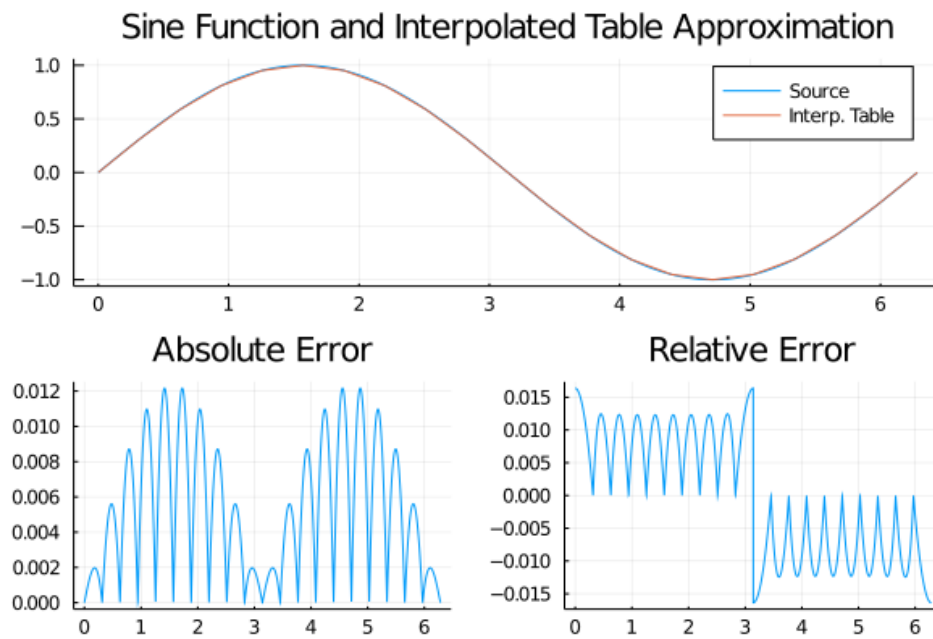 Sine Function and Interpolated Table Approximation
1.0
0.5
0.0
−0.5
−1.0
Source
Interp. Table
0 1 2 3 4 5 6
Absolute Error
0.012
0.010
0.008
0.006
0.004
0.002
0.000
0 1 2 3 4 5 6
Relative Error
0.015
0.010
0.005
0.000
−0.005
−0.010
−0.015
0 1 2 3 4 5 6